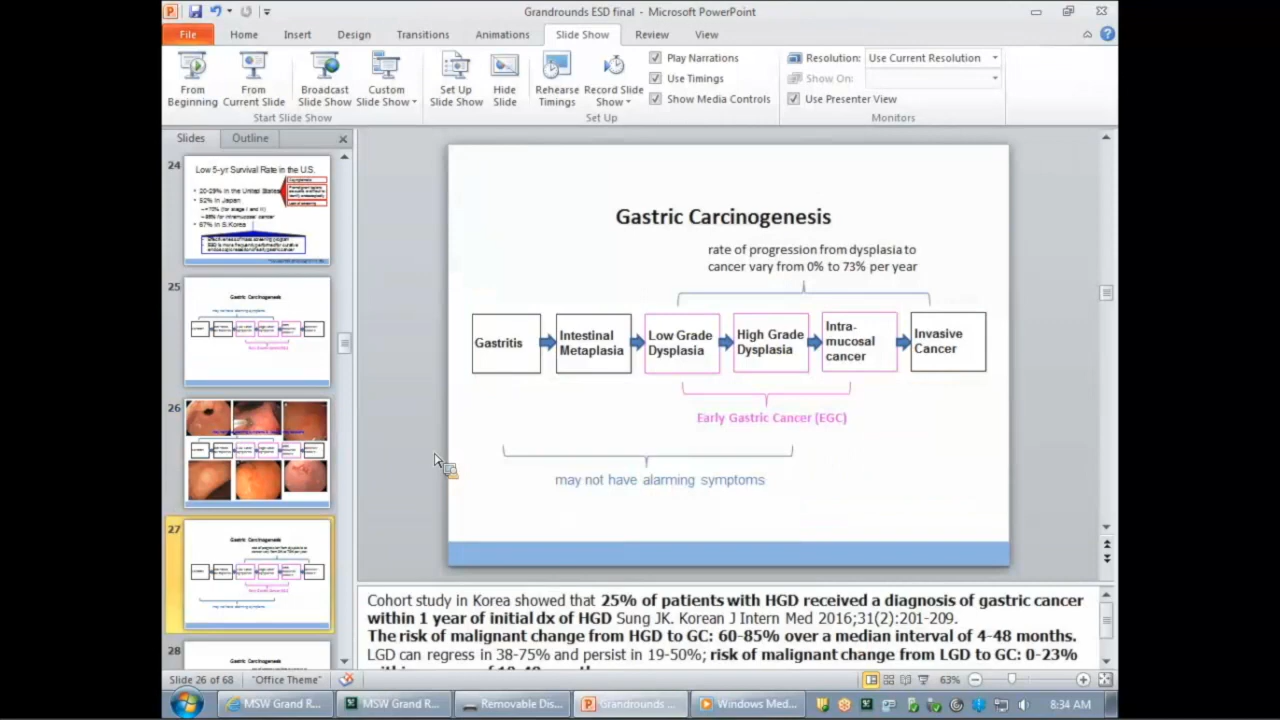 Grandrounds ESD final - Microsoft PowerPoint
File
Home
Insert
Design
Transitions
Animations
Slide Show
Review
View
From
Beginning
From
Current Slide
Broadcast
Slide Show
Custom
Slide Show
Start Slide Show
Set Up
Slide Show
Hide
Slide
Rehearse
Timings
Record Slide
Show
Play Narrations
Use Timings
Show Media Controls
Set Up
Resolution:
Use Current Resolution
Show On:
Use Presenter View
Monitors
Slides
Outline
24
Low 5-yr Survival Rate in the U.S.
92% in Japan
67% in S.Korea
25
Gastric Carcinogenesis
26
27
Gastric Carcinogenesis
28
Gastric Carcinogenesis
rate of progression from dysplasia to
cancer vary from 0% to 73% per year
Gastritis
Intestinal
Metaplasia
Low Grade
Dysplasia
High Grade
Dysplasia
Intra-
mucosal
cancer
Invasive
Cancer
Early Gastric Cancer (EGC)
may not have alarming symptoms
Cohort study in Korea showed that 25% of patients with HGD received a diagnosis of gastric cancer
within 1 year of initial dx of HGD Sung JK. Korean J Intern Med 2016;31(2):201-209.
The risk of malignant change from HGD to GC: 60-85% over a median interval of 4-48 months.
LGD can regress in 38-75% and persist in 19-50%; risk of malignant change from LGD to GC: 0-23%
Slide 26 of 68
"Office Theme"
63%
MSW Grand R...
MSW Grand R...
Removable Dis...
Grandrounds ...
Windows Med...
8:34 AM